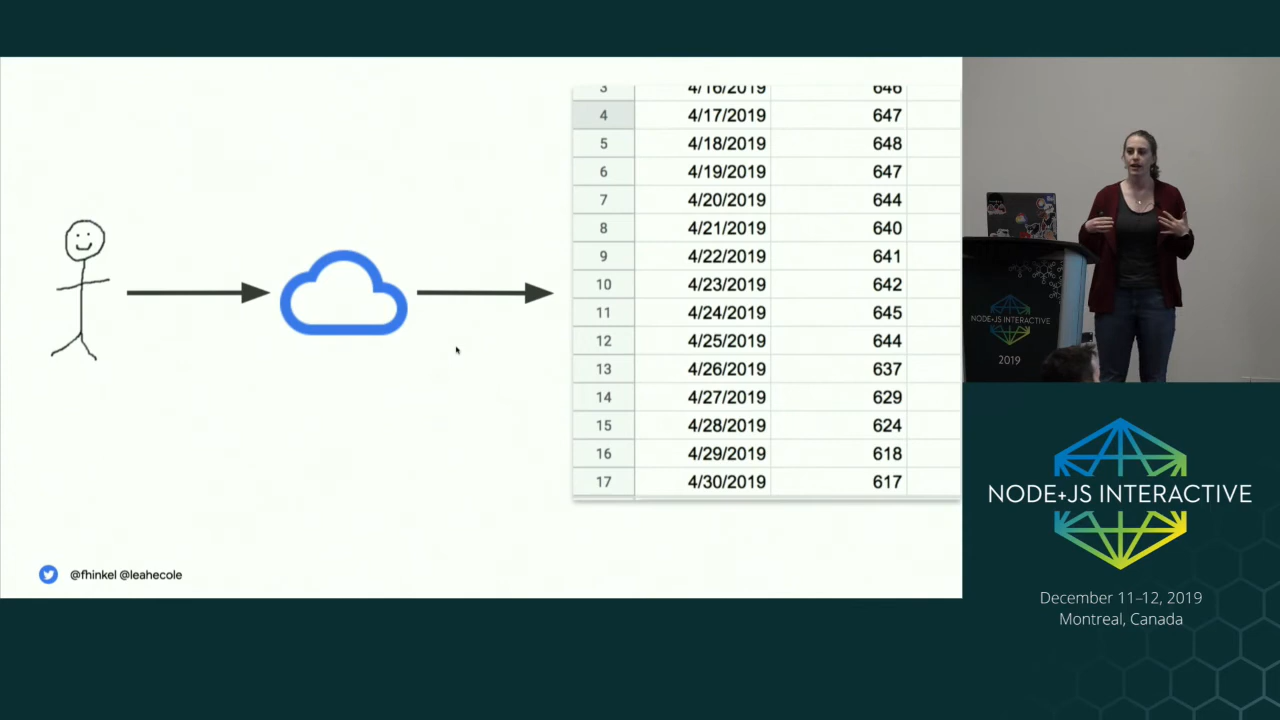 3 4/16/2019 646
4 4/17/2019 647
5 4/18/2019 648
6 4/19/2019 647
7 4/20/2019 644
8 4/21/2019 640
9 4/22/2019 641
10 4/23/2019 642
11 4/24/2019 645
12 4/25/2019 644
13 4/26/2019 637
14 4/27/2019 629
15 4/28/2019 624
16 4/29/2019 618
17 4/30/2019 617
@fhinkel @leahecole
NODE+JS INTERACTIVE
2019
NODE+JS INTERACTIVE
December 11–12, 2019
Montreal, Canada